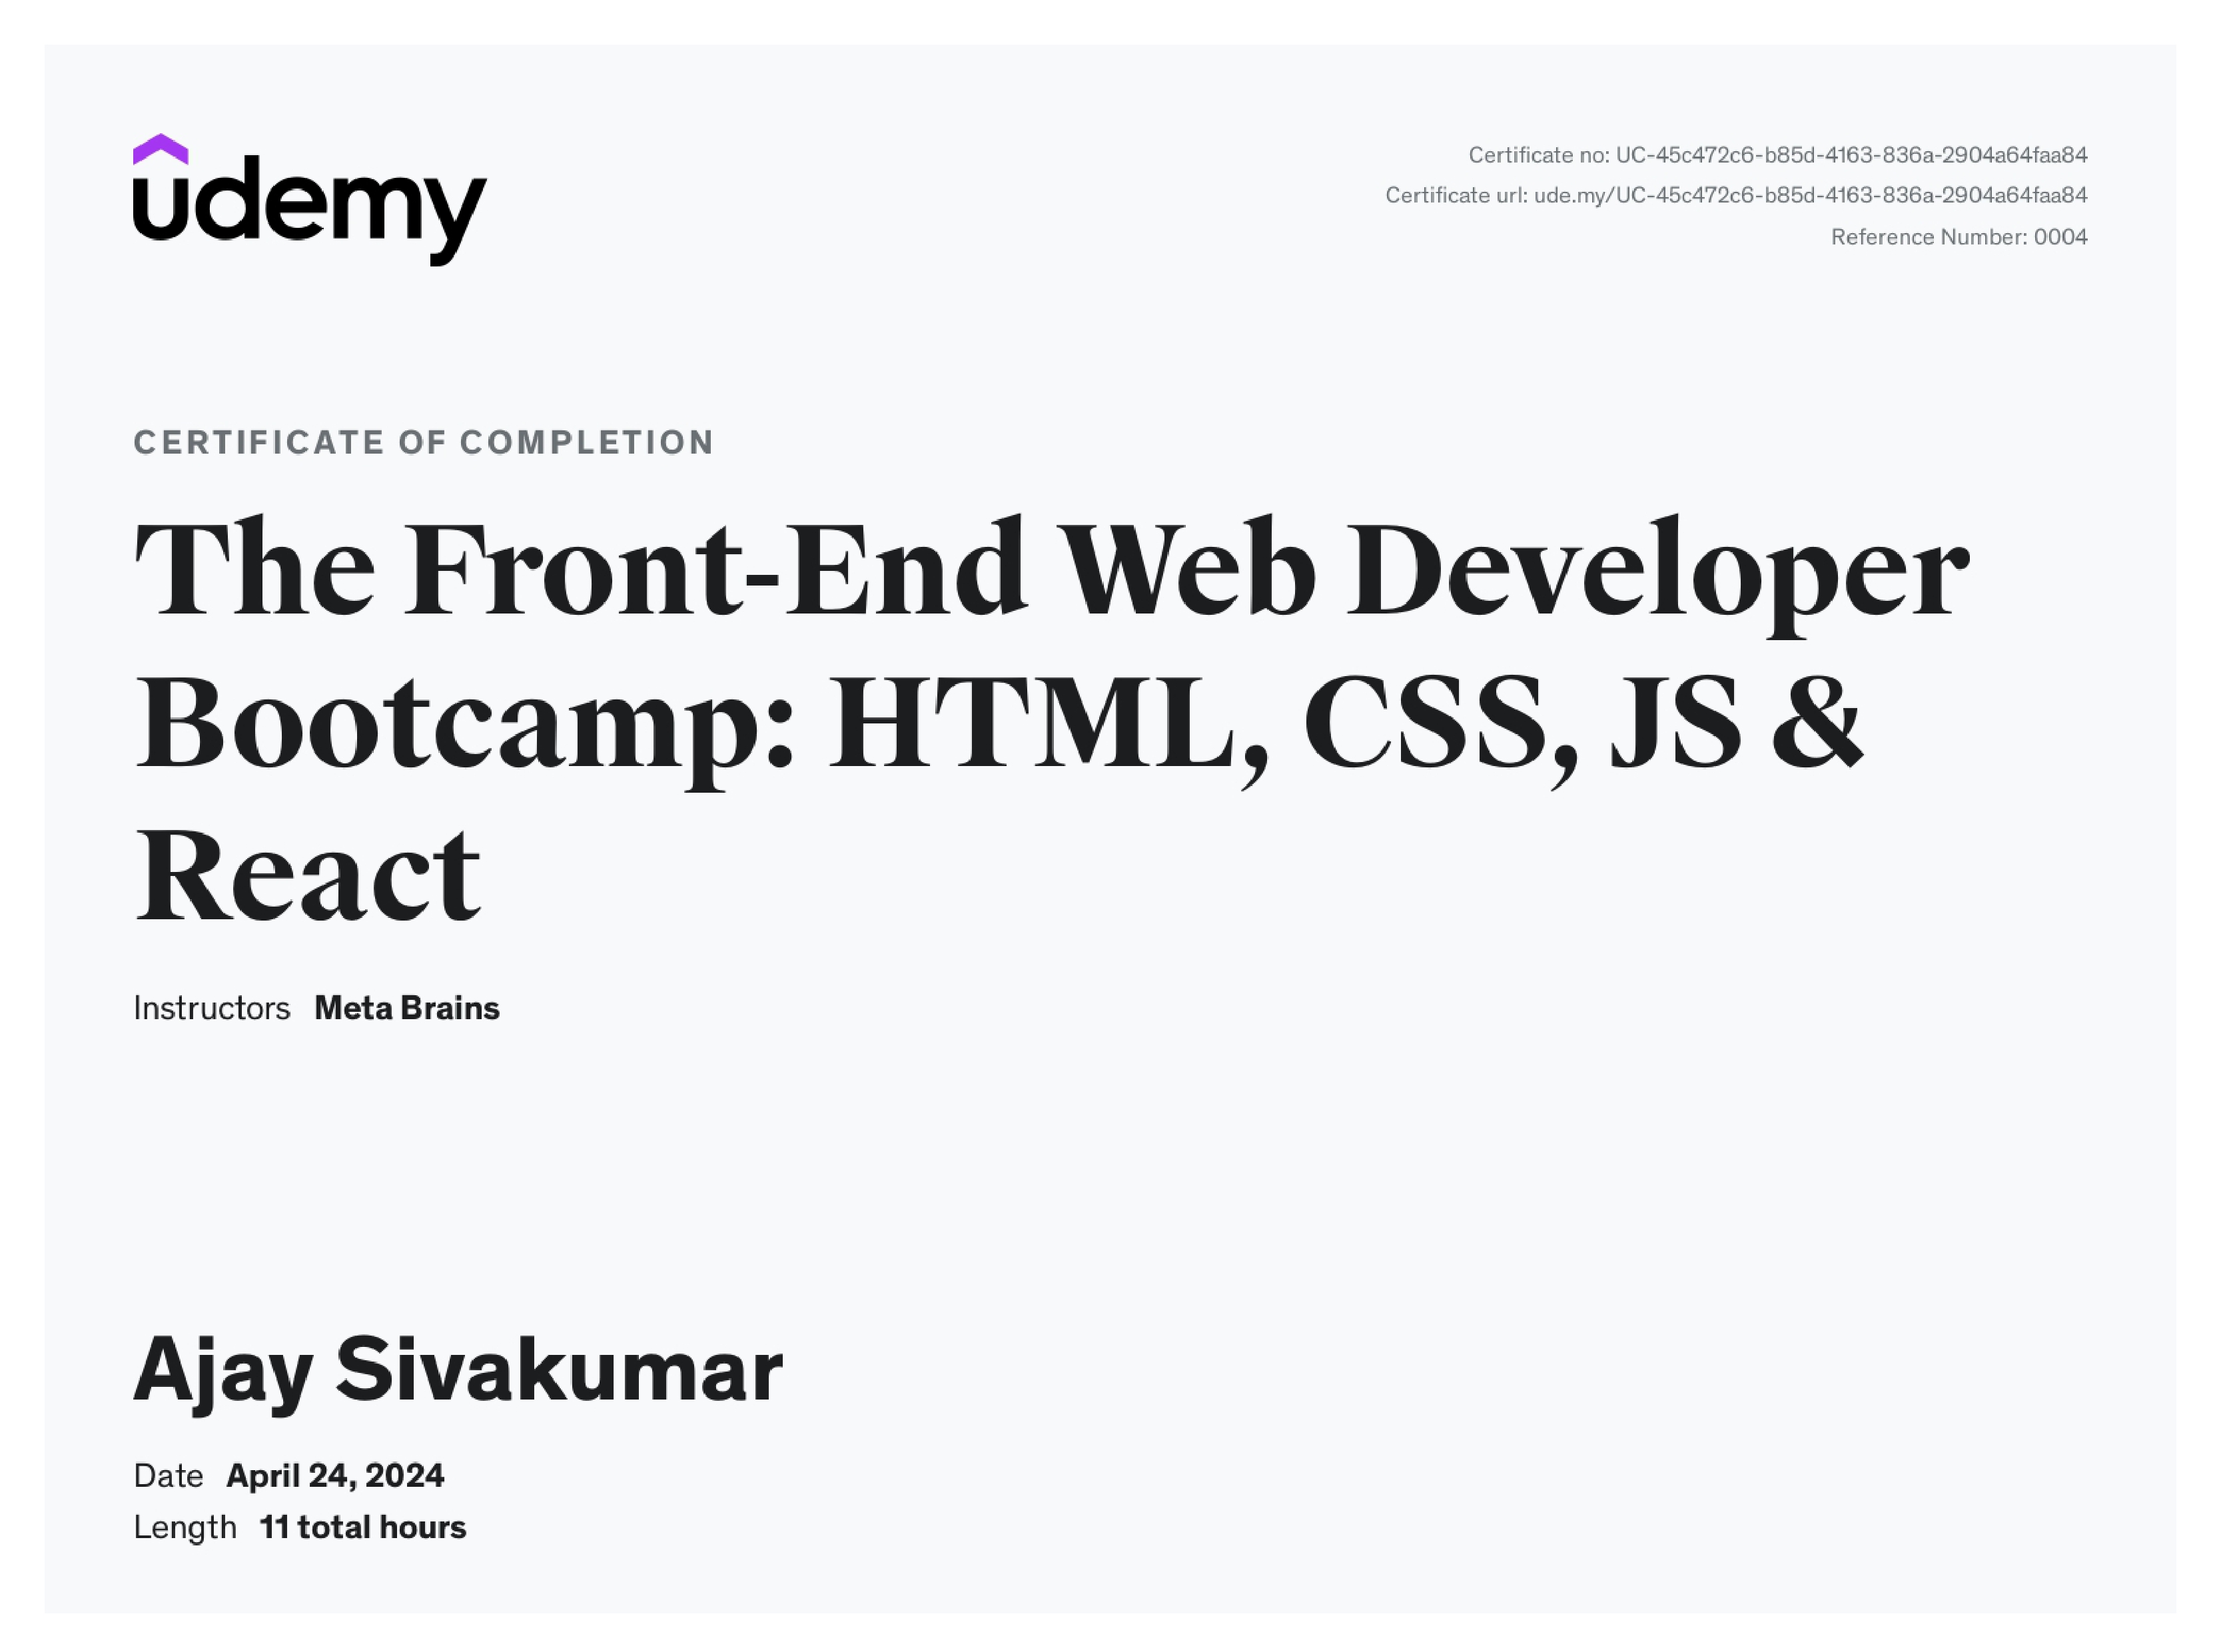 udemy
Certificate no: UC-45c472c6-b85d-4163-836a-2904a64faa84
Certificate url: ude.my/UC-45c472c6-b85d-4163-836a-2904a64faa84
Reference Number: 0004
CERTIFICATE OF COMPLETION
The Front-End Web Developer
Bootcamp: HTML, CSS, JS &
React
Instructors Meta Brains
Ajay Sivakumar
Date April 24, 2024
Length 11 total hours